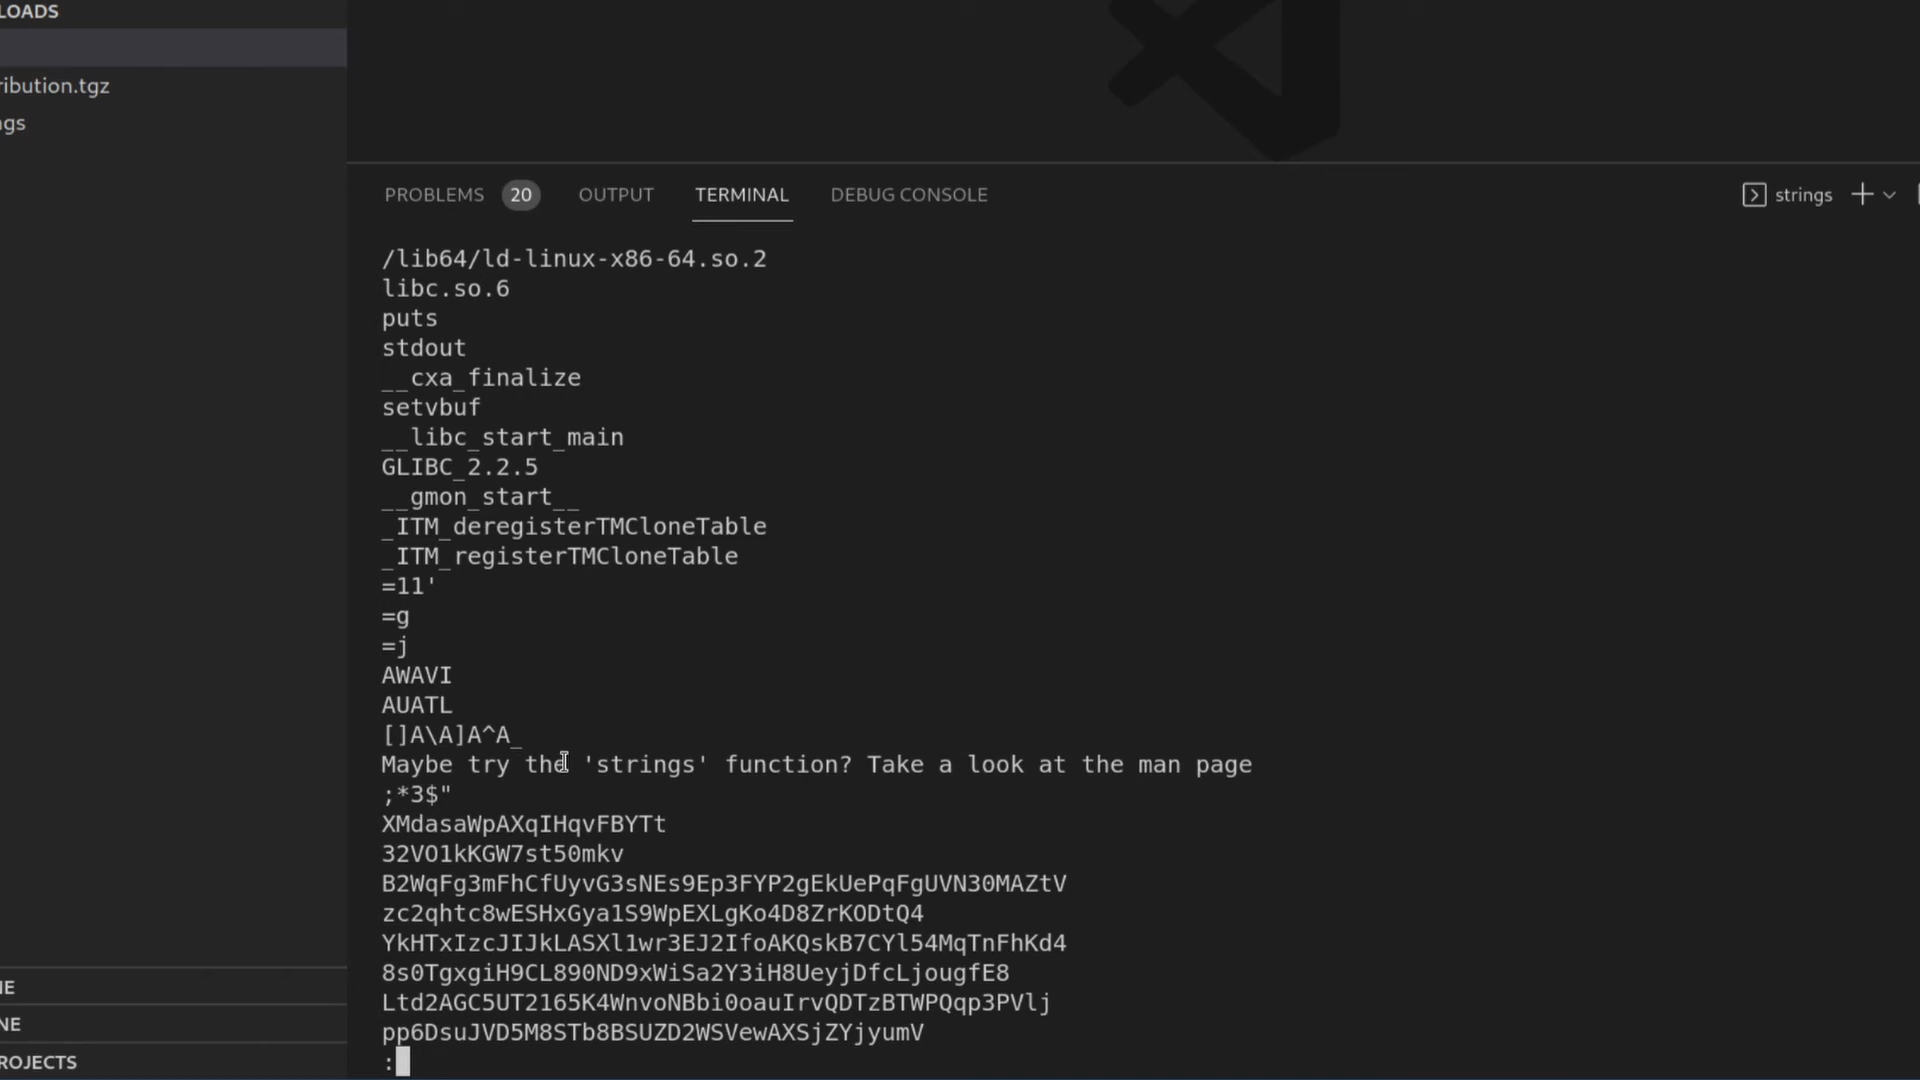 LOADS
ribution.tgz
ngs
PROBLEMS 20 OUTPUT TERMINAL DEBUG CONSOLE strings
/lib64/ld-linux-x86-64.so.2
libc.so.6
puts
stdout
__cxa_finalize
setvbuf
__libc_start_main
GLIBC_2.2.5
__gmon_start__
_ITM_deregisterTMCloneTable
_ITM_registerTMCloneTable
=11'
=g
=j
AWAVI
AUATL
[]A\A]A^A_
Maybe try the 'strings' function? Take a look at the man page
;*3$"
XMdasaWpAXqIHqvFBYTt
32VO1kKGW7st50mkv
B2WqFg3mFhCfUyvG3sNEs9Ep3FYP2gEkUePqFgUVN30MAZtV
zc2qhtc8wESHxGya1S9WpEXLgKo4D8ZrKODtQ4
YkHTxIzcJIJkLASXl1wr3EJ2IfoAKQskB7CYl54MqTnFhKd4
8s0TgxgiH9CL890ND9xWiSa2Y3iH8UeyjDfcLjougfE8
Ltd2AGC5UT2165K4WnvoNBbi0oauIrvQDTzBTWPQqp3PVlj
pp6DsuJVD5M8STb8BSUZD2WSVewAXSjZYjyumV
:
NE
NE
ROJECTS